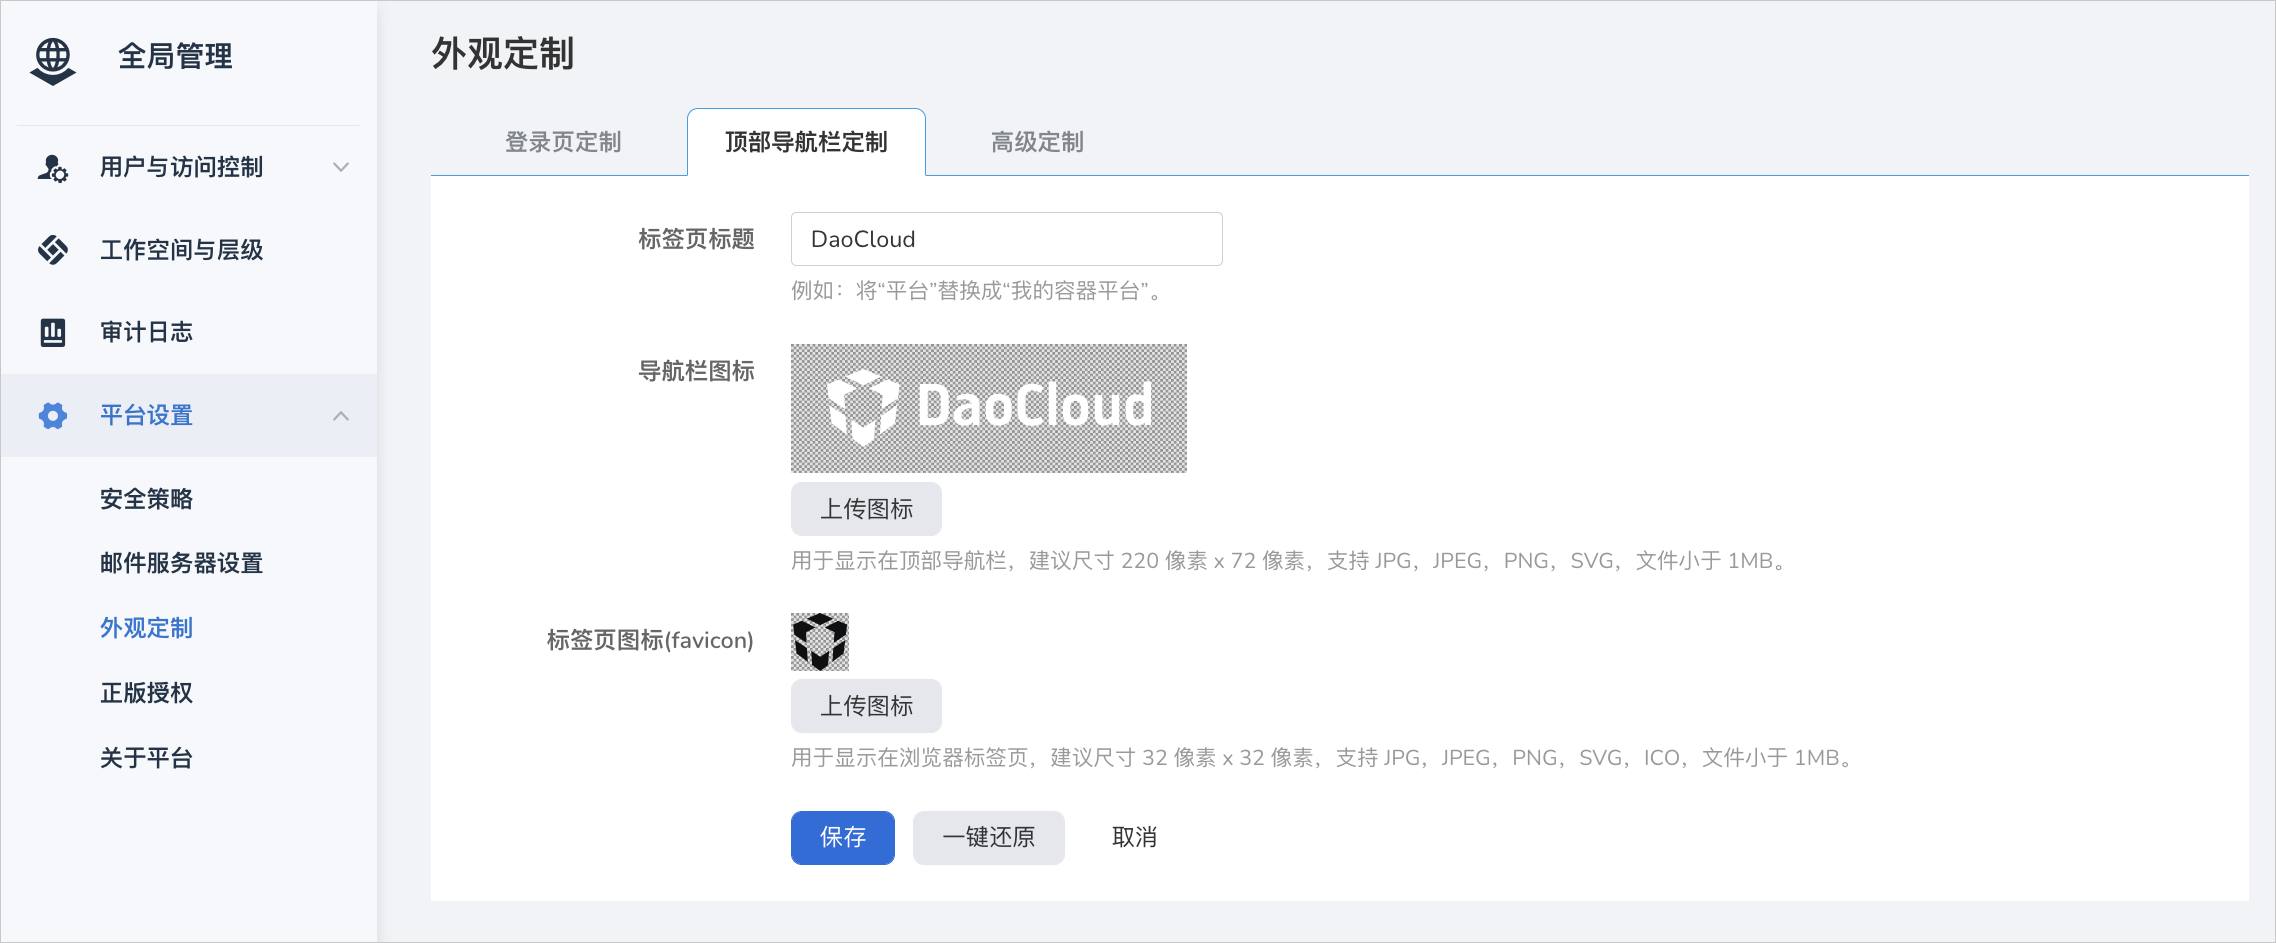 全局管理
用户与访问控制
工作空间与层级
审计日志
平台设置
安全策略
邮件服务器设置
外观定制
正版授权
关于平台
外观定制
登录页定制
顶部导航栏定制
高级定制
标签页标题
DaoCloud
例如：将“平台”替换成“我的容器平台”。
导航栏图标
DaoCloud
上传图标
用于显示在顶部导航栏，建议尺寸 220 像素 x 72 像素，支持 JPG，JPEG，PNG，SVG，文件小于 1MB。
标签页图标(favicon)
上传图标
用于显示在浏览器标签页，建议尺寸 32 像素 x 32 像素，支持 JPG，JPEG，PNG，SVG，ICO，文件小于 1MB。
保存
一键还原
取消